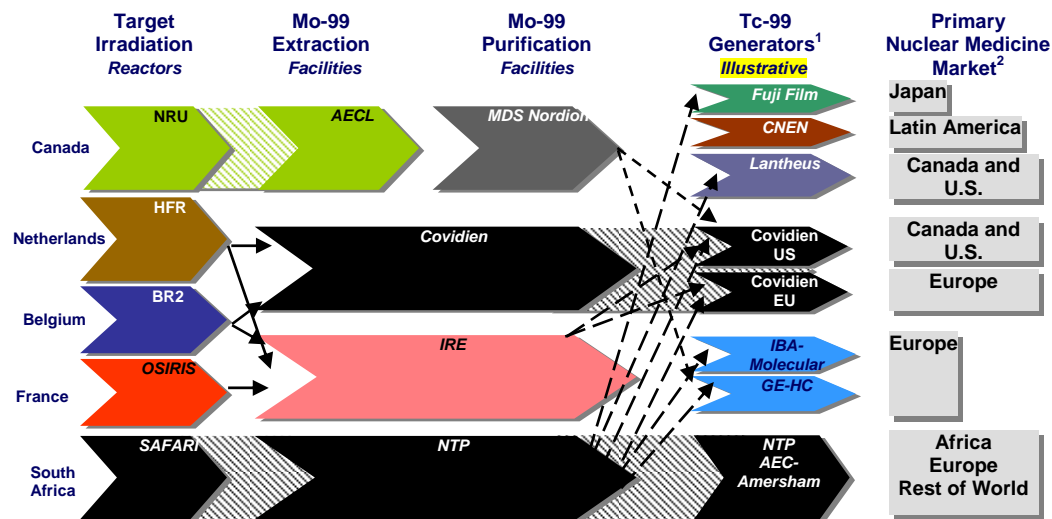 Target
Irradiation
Reactors
Mo-99
Extraction
Facilities
Mo-99
Purification
Facilities
Tc-99
Generators1
Illustrative
Primary
Nuclear Medicine
Market2
Canada
NRU
AECL
MDS Nordion
Fuji Film
Japan
CNEN
Latin America
Lantheus
Canada and
U.S.
Netherlands
HFR
Covidien
Covidien
US
Canada and
U.S.
Belgium
BR2
Covidien
EU
Europe
France
OSIRIS
IRE
IBA-
Molecular
GE-HC
Europe
South
Africa
SAFARI
NTP
NTP
AEC-
Amersham
Africa
Europe
Rest of World